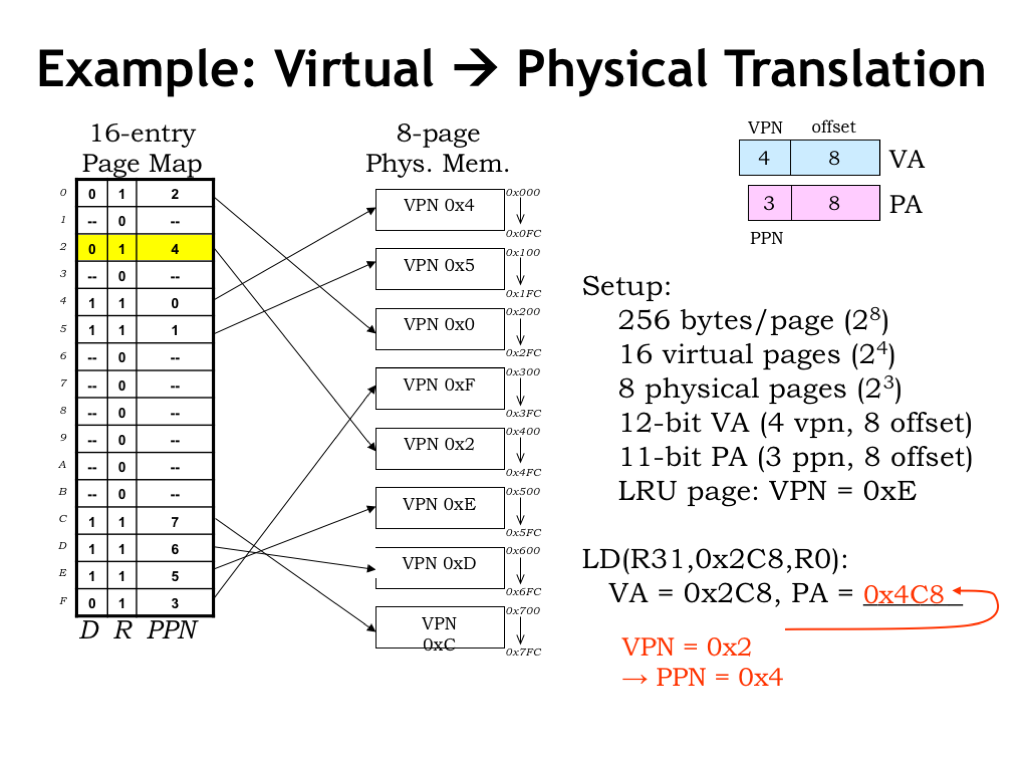 Example: Virtual → Physical Translation
16-entry
Page Map
0 0 1 2
1 -- 0 --
2 0 1 4
3 -- 0 --
4 1 1 0
5 1 1 1
6 -- 0 --
7 -- 0 --
8 -- 0 --
9 -- 0 --
A -- 0 --
B -- 0 --
C 1 1 7
D 1 1 6
E 1 1 5
F 0 1 3
D R PPN
8-page
Phys. Mem.
VPN 0x4
0x000
0x0FC
VPN 0x5
0x100
0x1FC
VPN 0x0
0x200
0x2FC
VPN 0xF
0x300
0x3FC
VPN 0x2
0x400
0x4FC
VPN 0xE
0x500
0x5FC
VPN 0xD
0x600
0x6FC
VPN
0xC
0x700
0x7FC
VPN offset
4 8 VA
3 8 PA
PPN
Setup:
256 bytes/page (2⁸)
16 virtual pages (2⁴)
8 physical pages (2³)
12-bit VA (4 vpn, 8 offset)
11-bit PA (3 ppn, 8 offset)
LRU page: VPN = 0xE
LD(R31,0x2C8,R0):
VA = 0x2C8, PA = 0x4C8
VPN = 0x2
→ PPN = 0x4